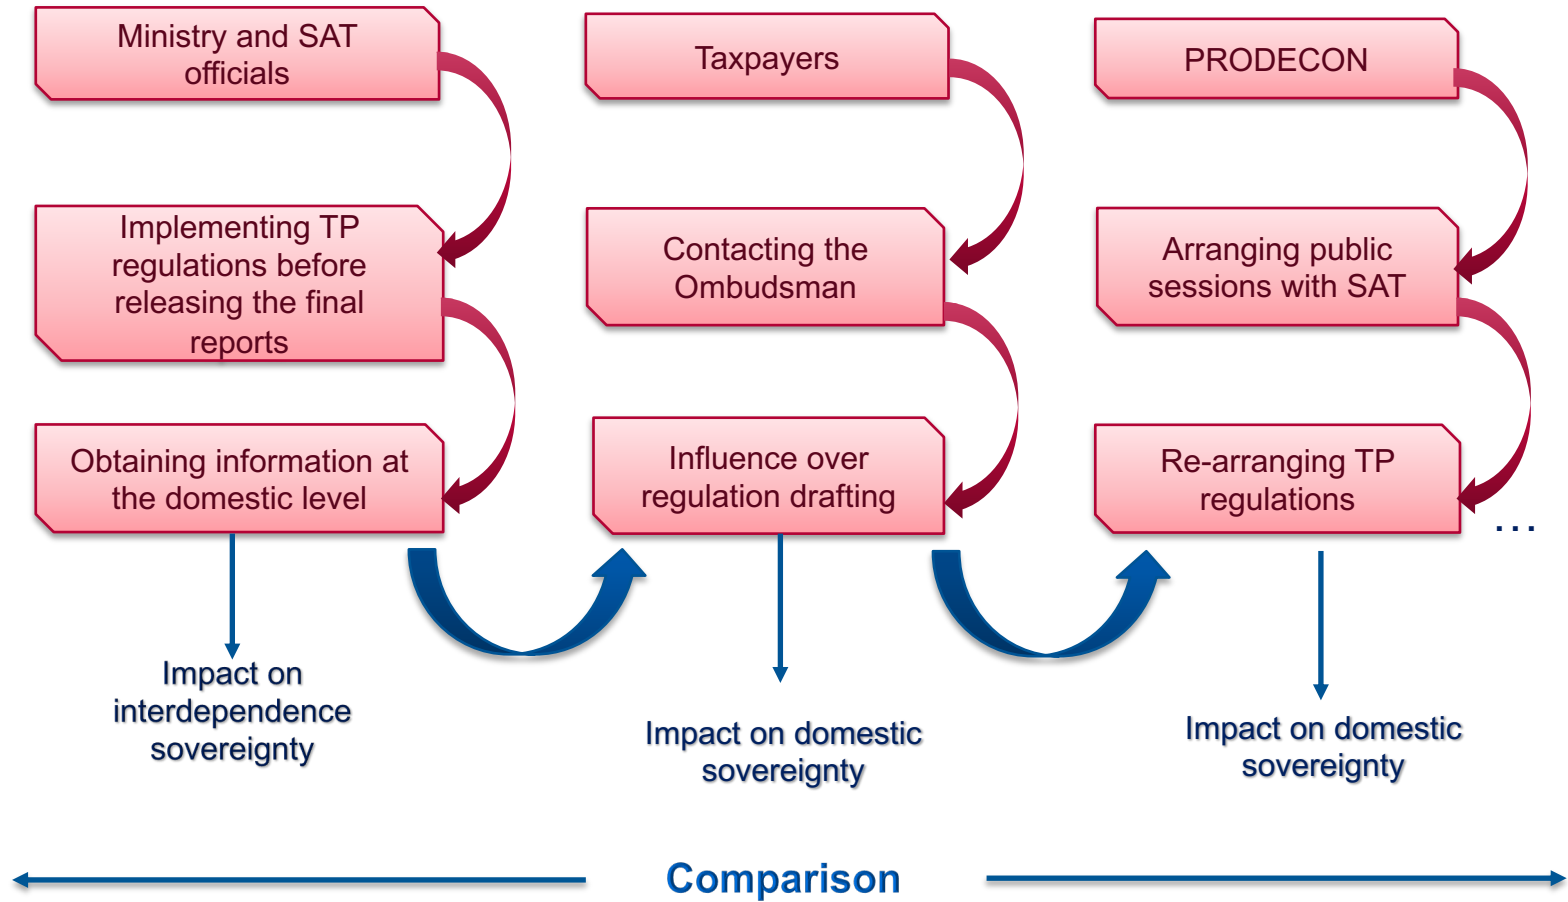 Ministry and SAT
officials
Taxpayers
PRODECON
Implementing TP
regulations before
releasing the final
reports
Contacting the
Ombudsman
Arranging public
sessions with SAT
Obtaining information at
the domestic level
Influence over
regulation drafting
Re-arranging TP
regulations
...
Impact on
interdependence
sovereignty
Impact on domestic
sovereignty
Impact on domestic
sovereignty
Comparison